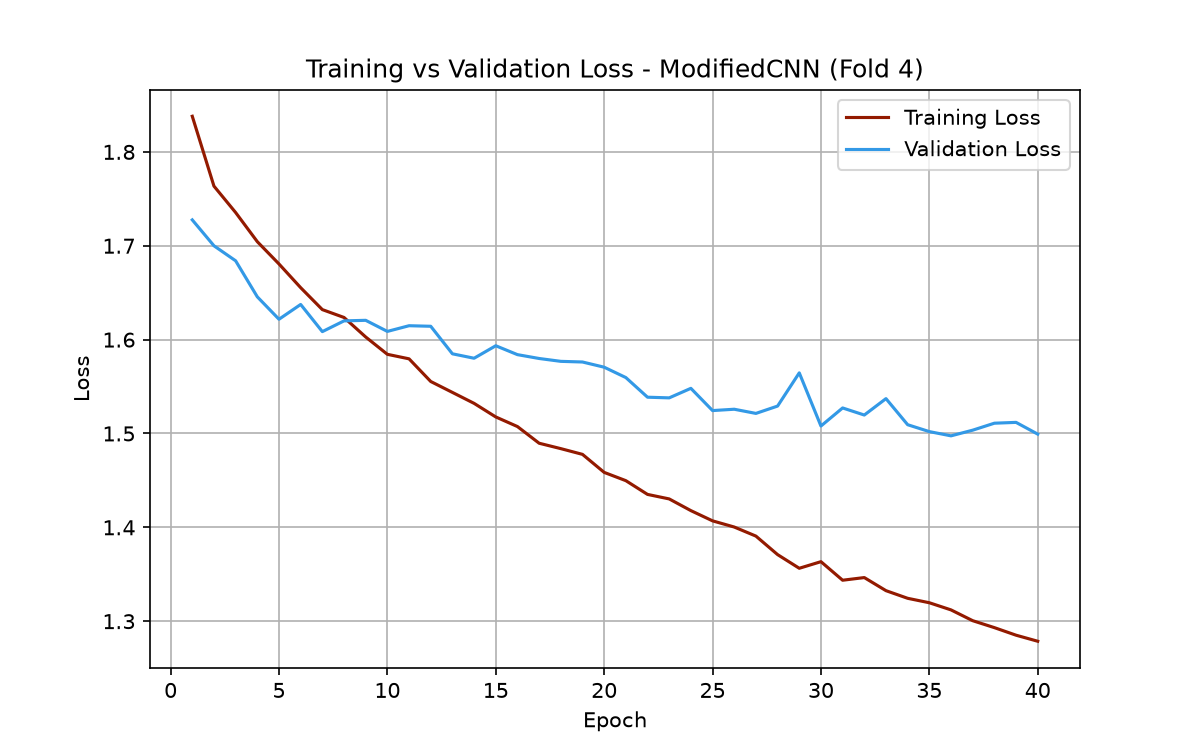 Training vs Validation Loss - ModifiedCNN (Fold 4)
Training Loss
Validation Loss
Loss
1.8
1.7
1.6
1.5
1.4
1.3
0 5 10 15 20 25 30 35 40
Epoch